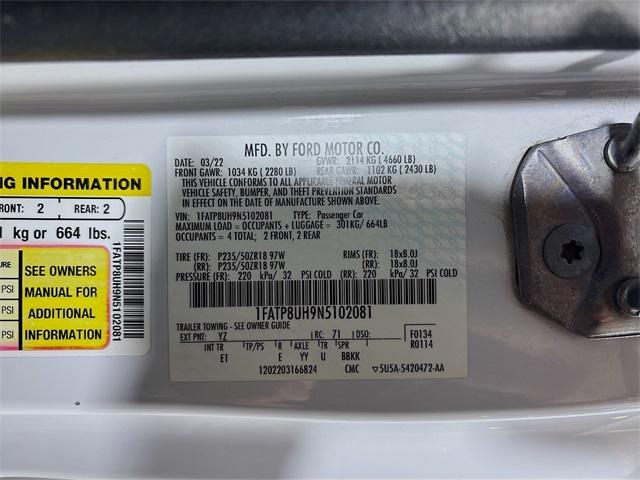 NG INFORMATION
FRONT: 2 REAR: 2
kg or 664 lbs.
SURE
SEE OWNERS
PSI MANUAL FOR
PSI ADDITIONAL
PSI INFORMATION
1FATP8UH9N5102081
MFD. BY FORD MOTOR CO.
DATE: 03/22 GVWR: 2114 KG ( 4660 LB)
FRONT GAWR: 1034 KG ( 2280 LB) REAR GAWR: 1102 KG ( 2430 LB)
THIS VEHICLE CONFORMS TO ALL APPLICABLE FEDERAL MOTOR
VEHICLE SAFETY, BUMPER, AND THEFT PREVENTION STANDARDS
IN EFFECT ON THE DATE OF MANUFACTURE SHOWN ABOVE.
VIN: 1FATP8UH9N5102081 TYPE: Passenger Car
MAXIMUM LOAD = OCCUPANTS + LUGGAGE = 301KG/ 664LB
OCCUPANTS = 4 TOTAL; 2 FRONT, 2 REAR
TIRE (FR): P235/50ZR18 97W RIMS (FR): 18x8.0J
(RR): P235/50ZR18 97W (RR): 18x8.0J
PRESSURE (FR): 220 kPa/ 32 PSI COLD (RR): 220 kPa/ 32 PSI COLD
1FATP8UH9N5102081
TRAILER TOWING - SEE OWNER GUIDE
EXT PNT: YZ RC: 71 DSO: F0134
INT TR TP/PS R AXLE TR SPR R0114
E1 E YY U BBKK
1202203166824 CMC 5U5A-5420472-AA